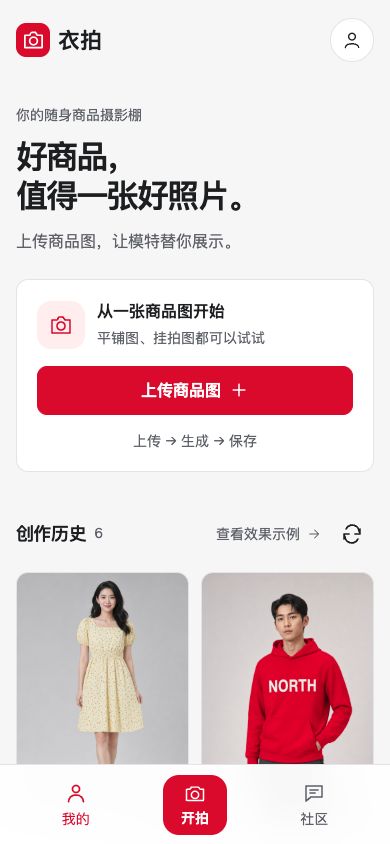 衣拍
你的随身商品摄影棚
好商品，
值得一张好照片。
上传商品图，让模特替你展示。
从一张商品图开始
平铺图、挂拍图都可以试试
上传商品图 +
上传 → 生成 → 保存
创作历史 6
查看效果示例 →
NORTH
我的
开拍
社区